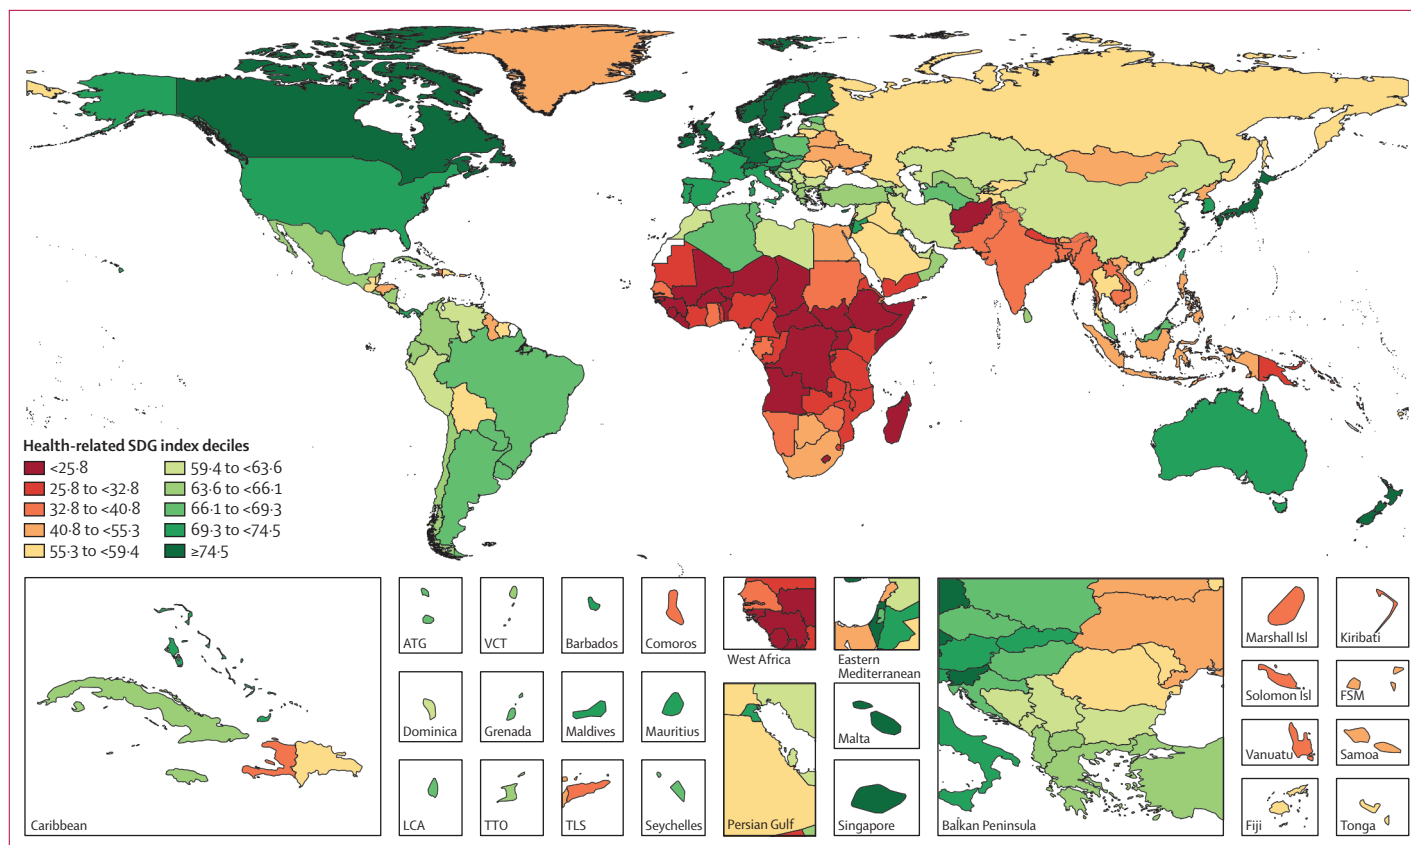 Health-related SDG index deciles
<25·8
25·8 to <32·8
32·8 to <40·8
40·8 to <55·3
55·3 to <59·4
59·4 to <63·6
63·6 to <66·1
66·1 to <69·3
69·3 to <74·5
≥74·5
Caribbean
ATG
VCT
Barbados
Comoros
Dominica
Grenada
Maldives
Mauritius
LCA
TTO
TLS
Seychelles
West Africa
Eastern
Mediterranean
Persian Gulf
Malta
Singapore
Balkan Peninsula
Marshall Isl
Kiribati
Solomon Isl
FSM
Vanuatu
Samoa
Fiji
Tonga